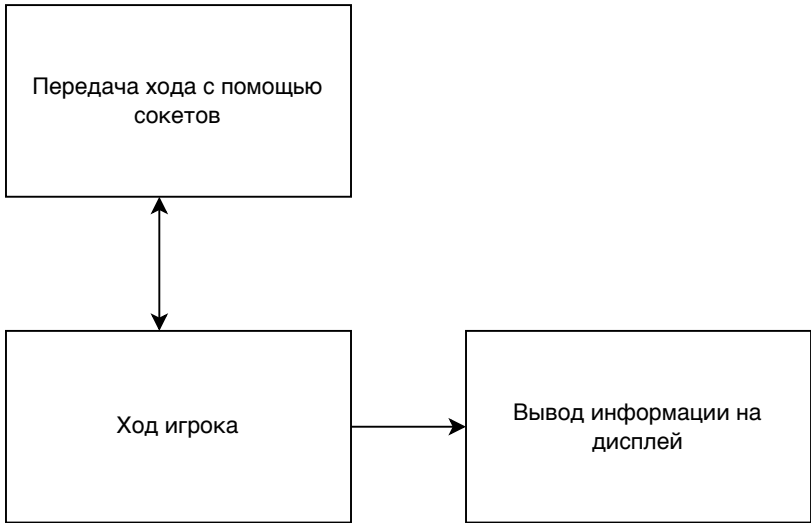 Передача хода с помощью
сокетов
Ход игрока
Вывод информации на
дисплей